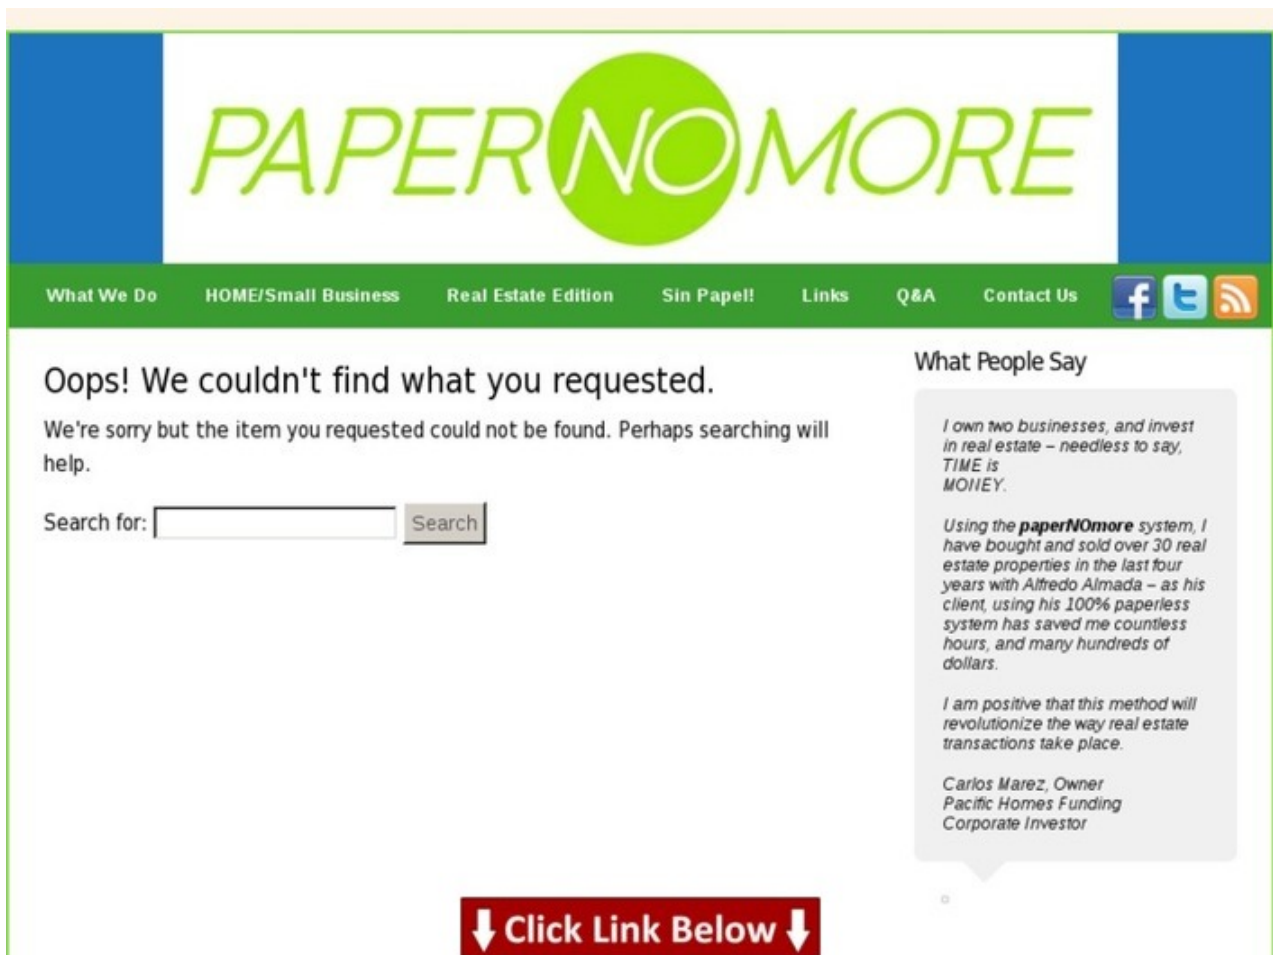 PAPERNOMORE
What We Do HOME/Small Business Real Estate Edition Sin Papel! Links Q&A Contact Us
Oops! We couldn't find what you requested.
We're sorry but the item you requested could not be found. Perhaps searching will
help.
Search for: Search
What People Say
I own two businesses, and invest
in real estate – needless to say,
TIME is
MONEY.
Using the paperNOmore system, I
have bought and sold over 30 real
estate properties in the last four
years with Alfredo Almada – as his
client, using his 100% paperless
system has saved me countless
hours, and many hundreds of
dollars.
I am positive that this method will
revolutionize the way real estate
transactions take place.
Carlos Marez, Owner
Pacific Homes Funding
Corporate Investor
Click Link Below